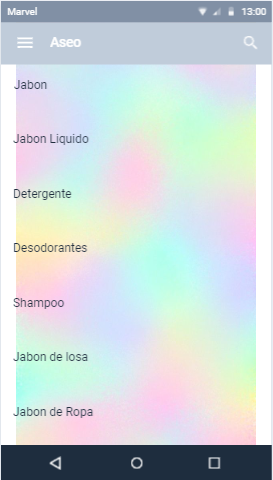 Marvel 13:00
Aseo
Jabon
Jabon Liquido
Detergente
Desodorantes
Shampoo
Jabon de losa
Jabon de Ropa